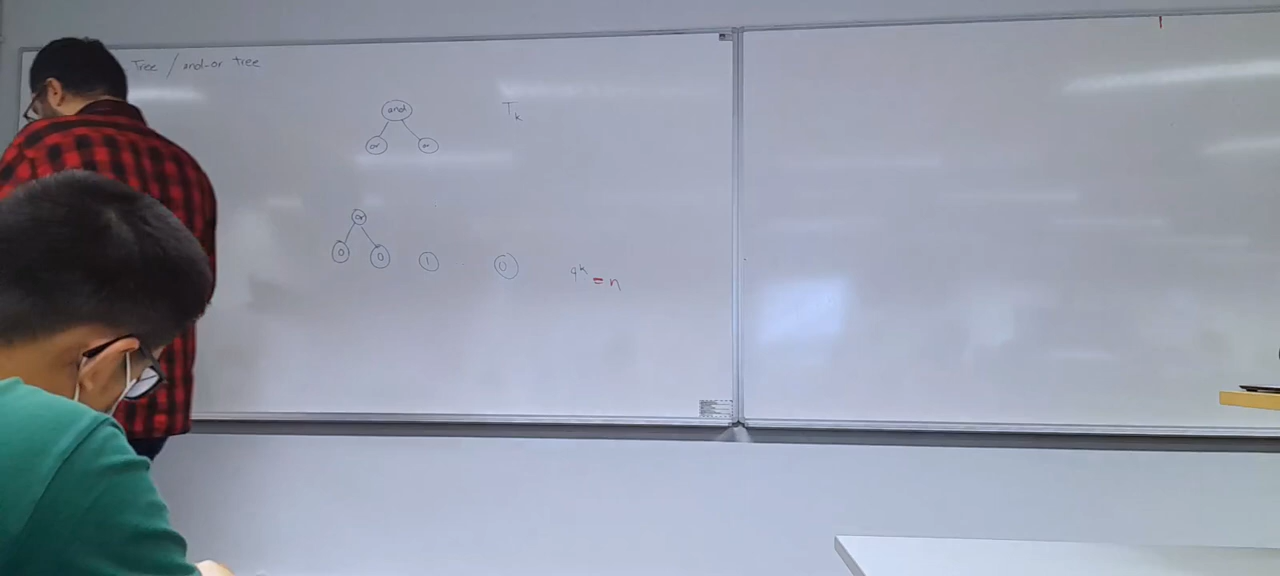 Tree / and-or tree
and
T_k
or or
or
0 0 1 0
4^k = n